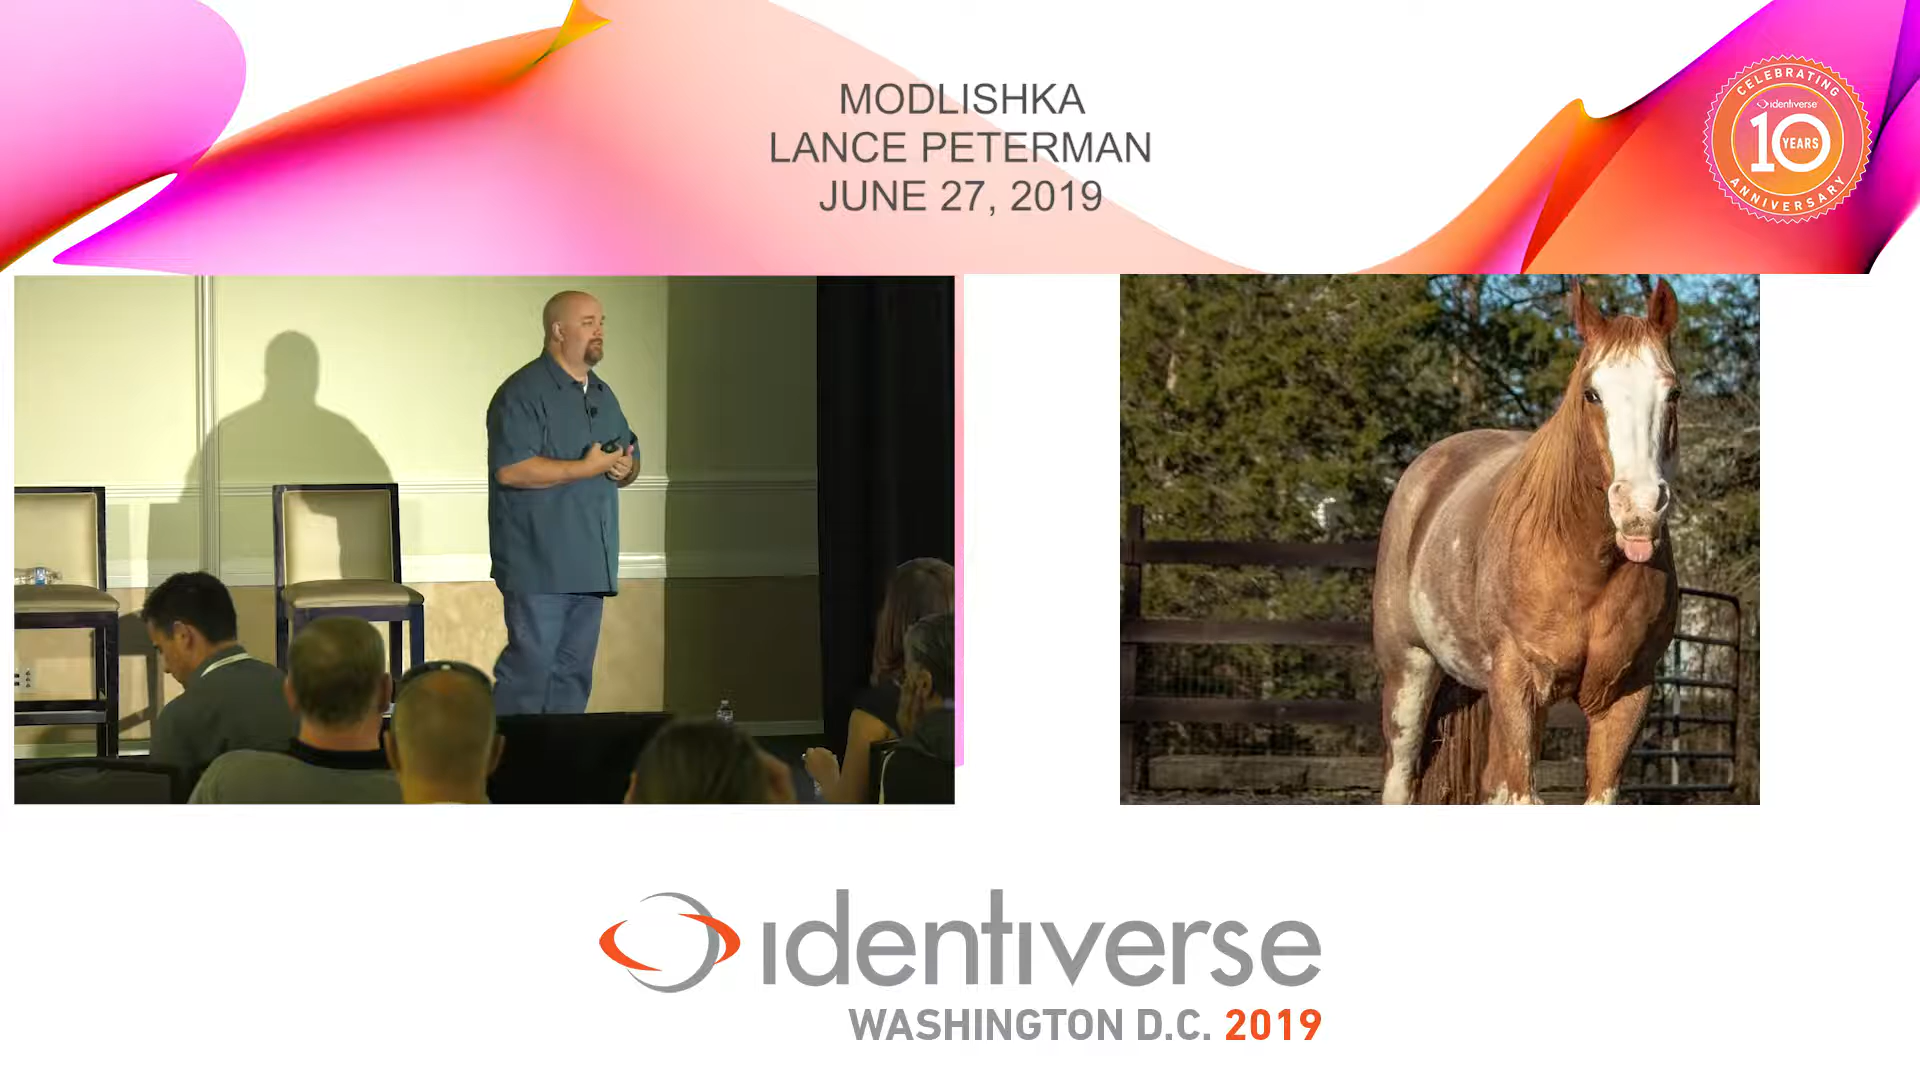 MODLISHKA
LANCE PETERMAN
JUNE 27, 2019
CELEBRATING
identiverse
10 YEARS
ANNIVERSARY
identiverse
WASHINGTON D.C. 2019